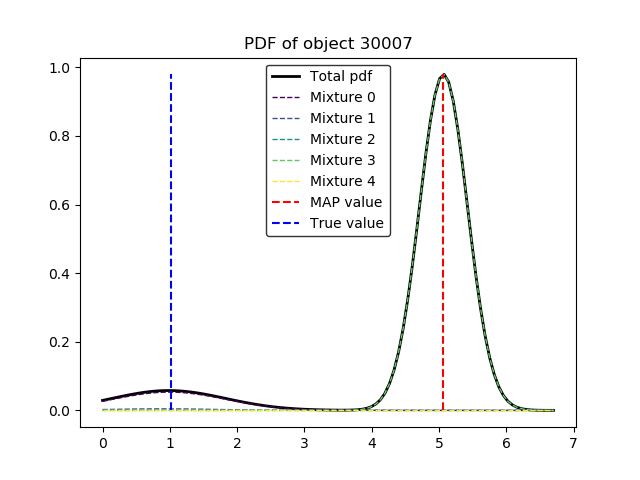 PDF of object 30007
1.0
0.8
0.6
0.4
0.2
0.0
Total pdf
Mixture 0
Mixture 1
Mixture 2
Mixture 3
Mixture 4
MAP value
True value
0 1 2 3 4 5 6 7